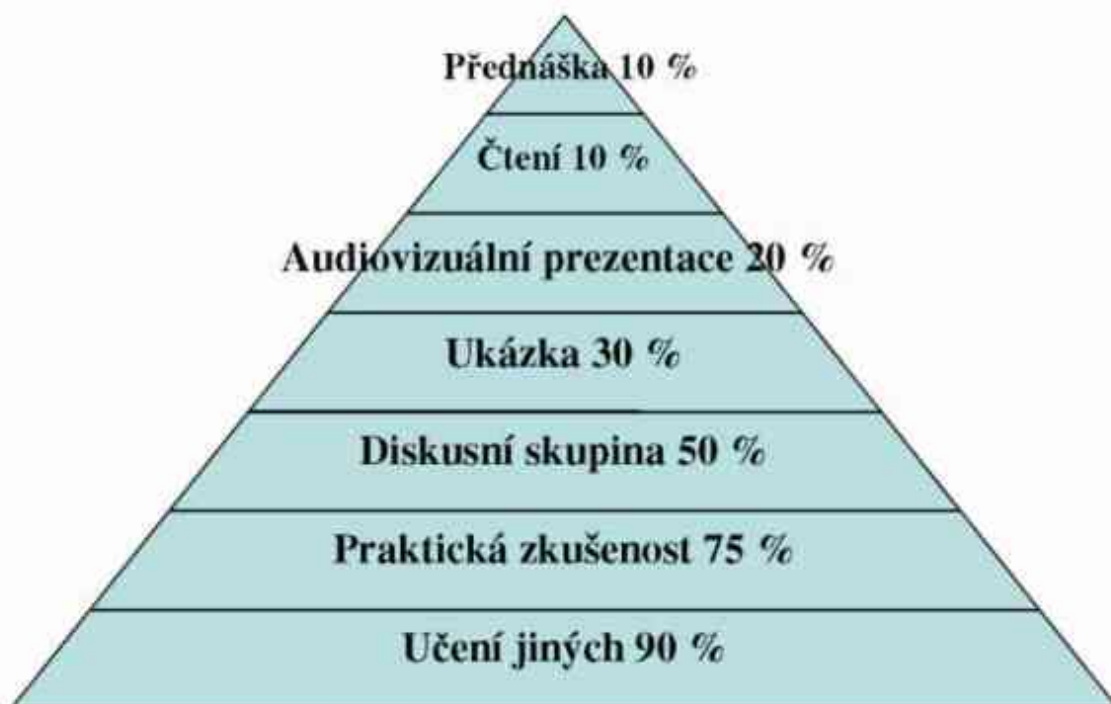 Přednáška 10 %
Čtení 10 %
Audiovizuální prezentace 20 %
Ukázka 30 %
Diskusní skupina 50 %
Praktická zkušenost 75 %
Učení jiných 90 %